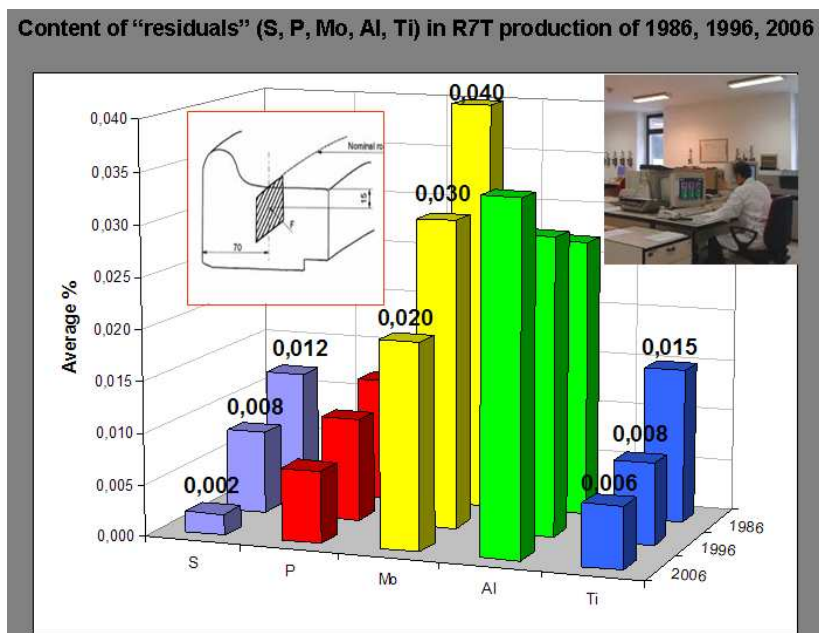 Content of “residuals” (S, P, Mo, Al, Ti) in R7T production of 1986, 1996, 2006
0,040
0,035
0,030
0,025
0,020
0,015
0,010
0,005
0,000
Average %
Nominal
15
F
70
0,002
0,008
0,012
0,020
0,030
0,040
0,006
0,008
0,015
S
P
Mo
Al
Ti
2006
1996
1986